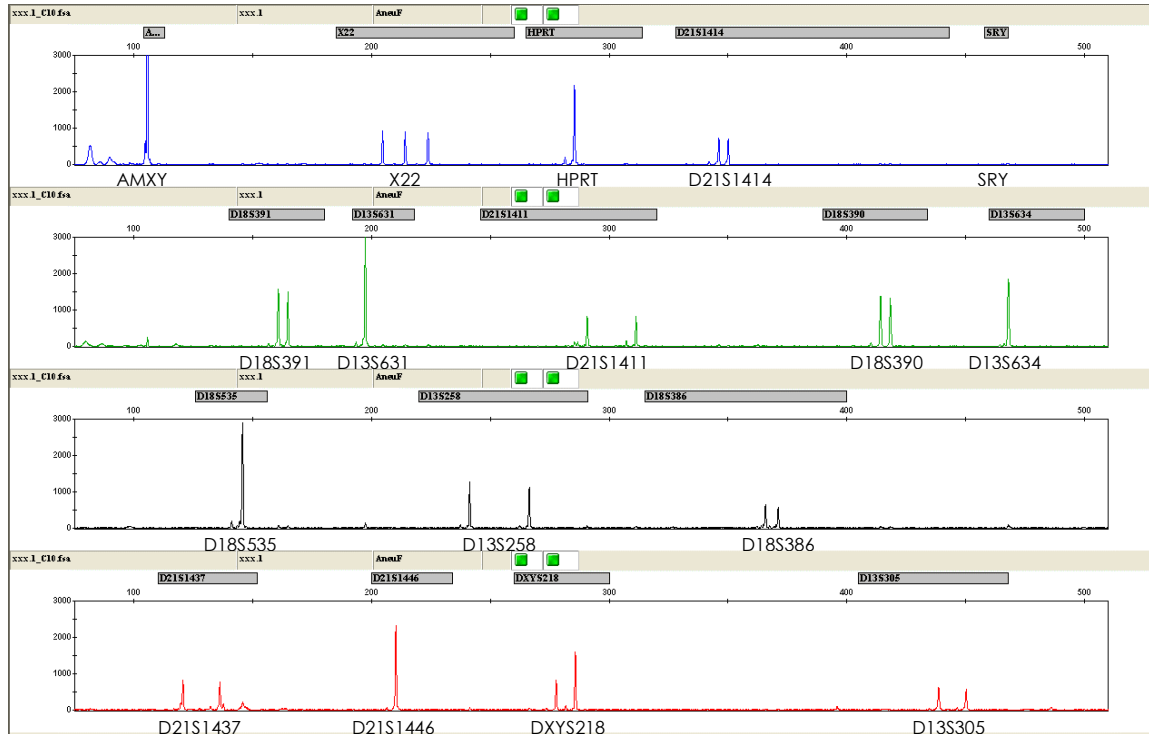 xxx.1_C10.fsa xxx.1 AneuF
A... X22 HPRT D21S1414 SRY
100 200 300 400 500
3000
2000
1000
0
AMXY X22 HPRT D21S1414 SRY
xxx.1_C10.fsa xxx.1 AneuF
D18S391 D13S631 D21S1411 D18S390 D13S634
100 200 300 400 500
3000
2000
1000
0
D18S391 D13S631 D21S1411 D18S390 D13S634
xxx.1_C10.fsa xxx.1 AneuF
D18S535 D13S258 D18S386
100 200 300 400 500
3000
2000
1000
0
D18S535 D13S258 D18S386
xxx.1_C10.fsa xxx.1 AneuF
D21S1437 D21S1446 DXYS218 D13S305
100 200 300 400 500
3000
2000
1000
0
D21S1437 D21S1446 DXYS218 D13S305